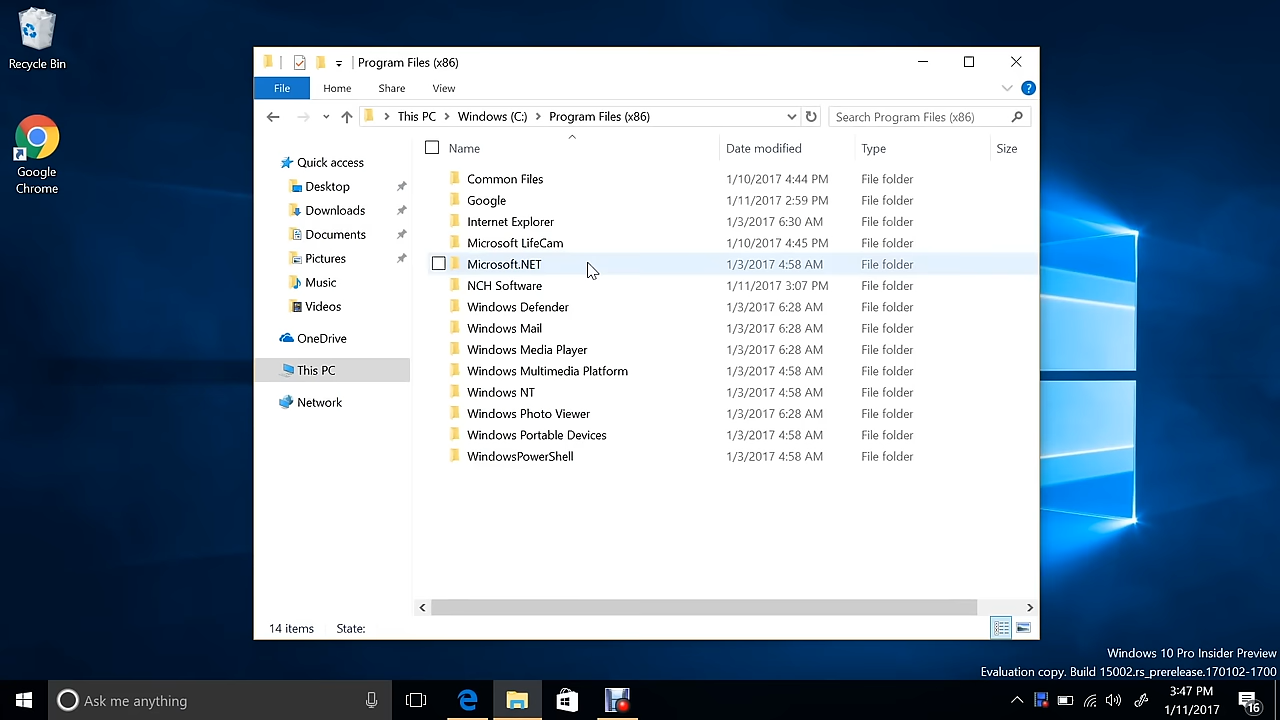 Recycle Bin
Google
Chrome
Program Files (x86)
File Home Share View
This PC Windows (C:) Program Files (x86)
Search Program Files (x86)
Name Date modified Type Size
Quick access
Desktop
Downloads
Documents
Pictures
Music
Videos
OneDrive
This PC
Network
Common Files 1/10/2017 4:44 PM File folder
Google 1/11/2017 2:59 PM File folder
Internet Explorer 1/3/2017 6:30 AM File folder
Microsoft LifeCam 1/10/2017 4:45 PM File folder
Microsoft.NET 1/3/2017 4:58 AM File folder
NCH Software 1/11/2017 3:07 PM File folder
Windows Defender 1/3/2017 6:28 AM File folder
Windows Mail 1/3/2017 6:28 AM File folder
Windows Media Player 1/3/2017 6:28 AM File folder
Windows Multimedia Platform 1/3/2017 4:58 AM File folder
Windows NT 1/3/2017 4:58 AM File folder
Windows Photo Viewer 1/3/2017 6:28 AM File folder
Windows Portable Devices 1/3/2017 4:58 AM File folder
WindowsPowerShell 1/3/2017 4:58 AM File folder
14 items State:
Windows 10 Pro Insider Preview
Evaluation copy. Build 15002.rs_prerelease.170102-1700
Ask me anything
3:47 PM
1/11/2017
16